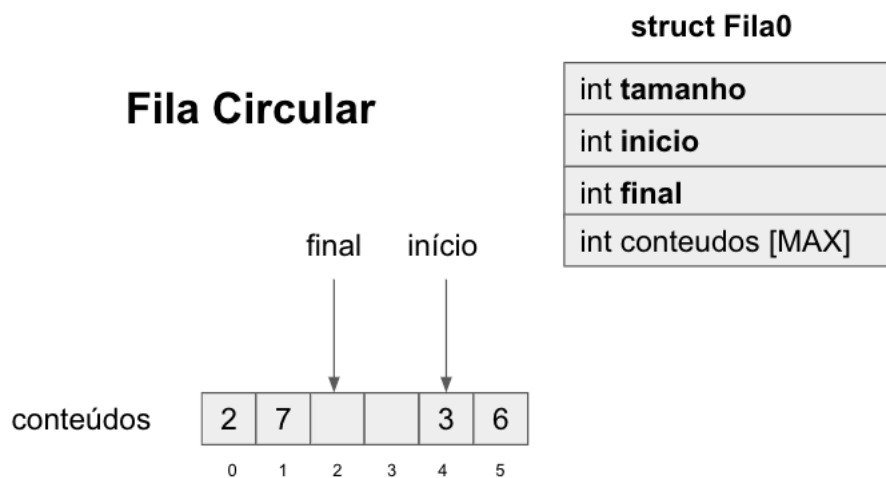 struct Fila0
Fila Circular
int tamanho
int inicio
int final
int conteudos [MAX]
final início
conteúdos 2 7 3 6
0 1 2 3 4 5